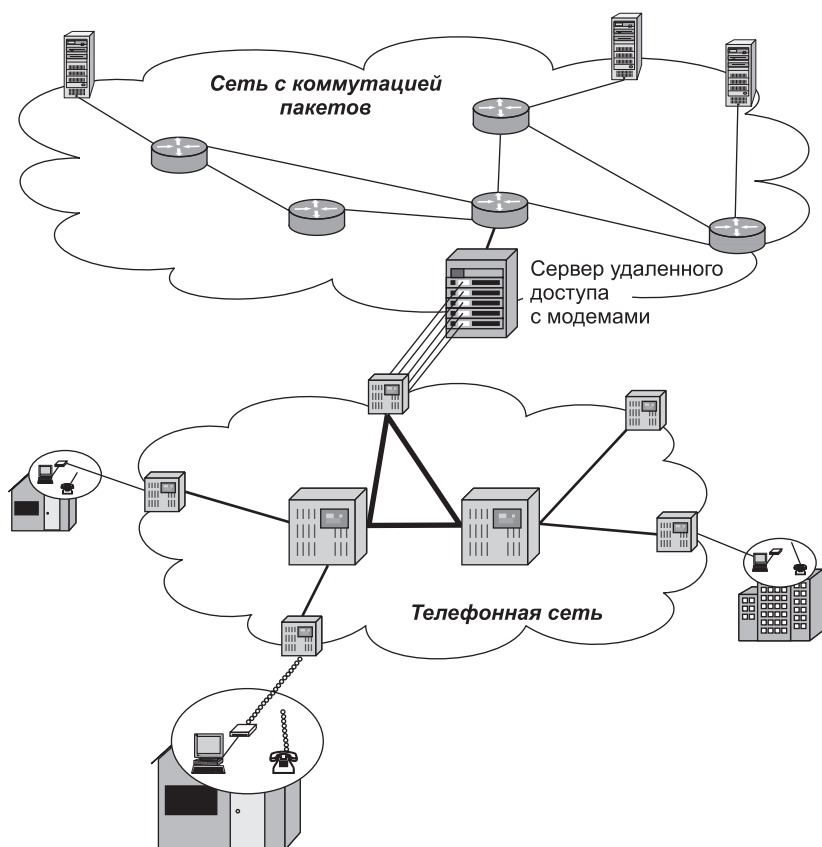 Сеть с коммутацией
пакетов
Сервер удаленного
доступа
с модемами
Телефонная сеть